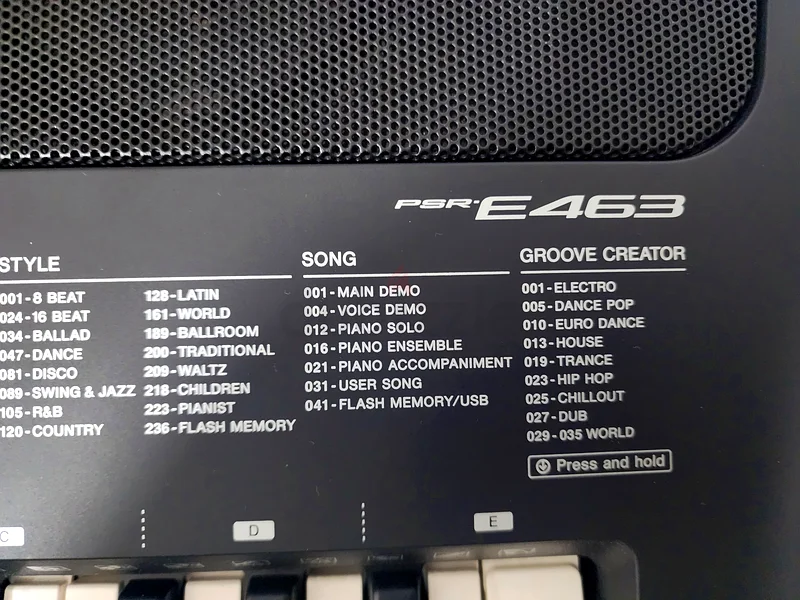 PSR-E463
STYLE
001-8 BEAT
024-16 BEAT
034-BALLAD
047-DANCE
081-DISCO
089-SWING & JAZZ
105-R&B
120-COUNTRY
128-LATIN
161-WORLD
189-BALLROOM
200-TRADITIONAL
209-WALTZ
218-CHILDREN
223-PIANIST
236-FLASH MEMORY
SONG
001-MAIN DEMO
004-VOICE DEMO
012-PIANO SOLO
016-PIANO ENSEMBLE
021-PIANO ACCOMPANIMENT
031-USER SONG
041-FLASH MEMORY/USB
GROOVE CREATOR
001-ELECTRO
005-DANCE POP
010-EURO DANCE
013-HOUSE
019-TRANCE
023-HIP HOP
025-CHILLOUT
027-DUB
029-035 WORLD
Press and hold
C
D
E